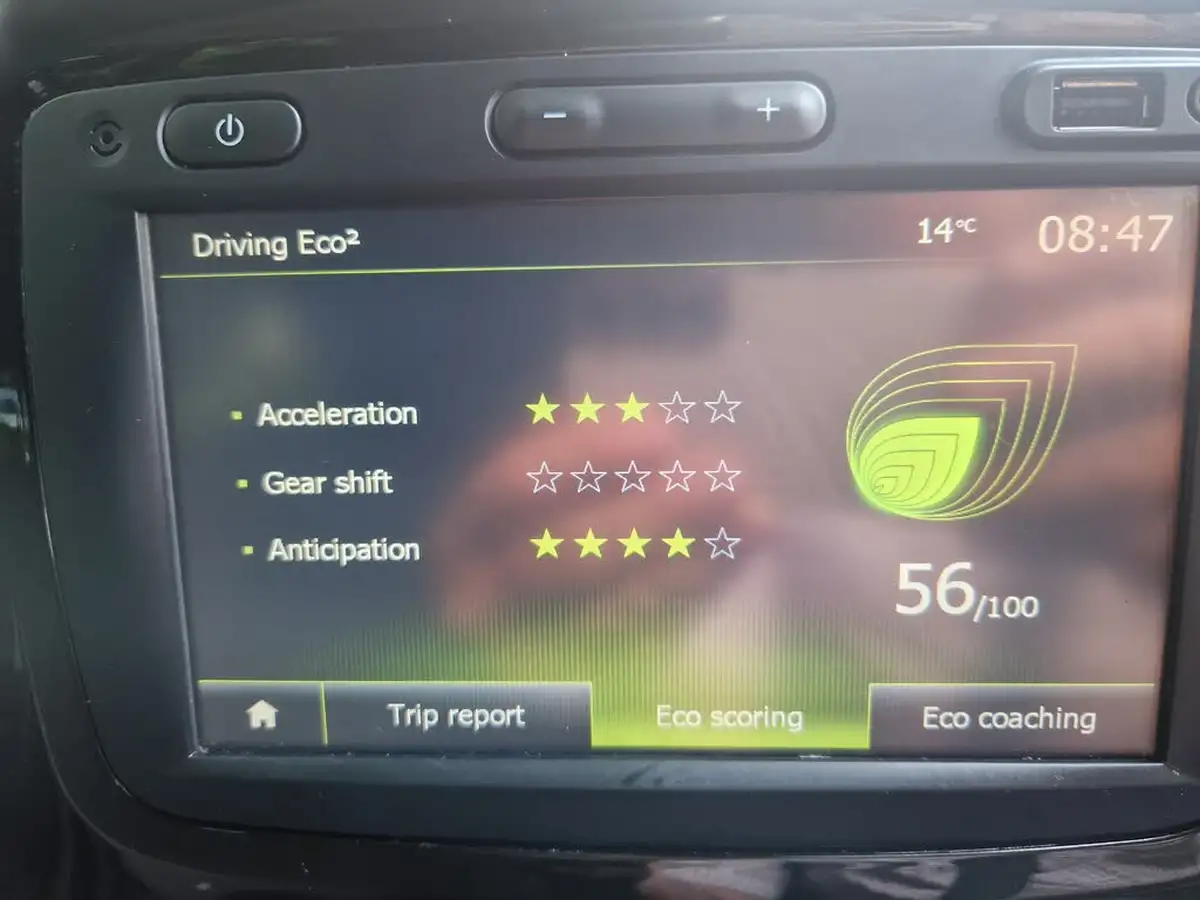 Driving Eco²
14°C
08:47
Acceleration
Gear shift
Anticipation
56/100
Trip report
Eco scoring
Eco coaching